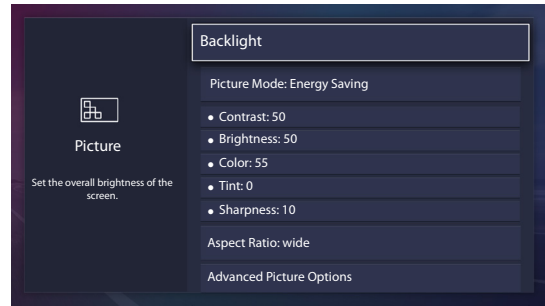 Picture
Set the overall brightness of the
screen.
Backlight
Picture Mode: Energy Saving
• Contrast: 50
• Brightness: 50
• Color: 55
• Tint: 0
• Sharpness: 10
Aspect Ratio: wide
Advanced Picture Options